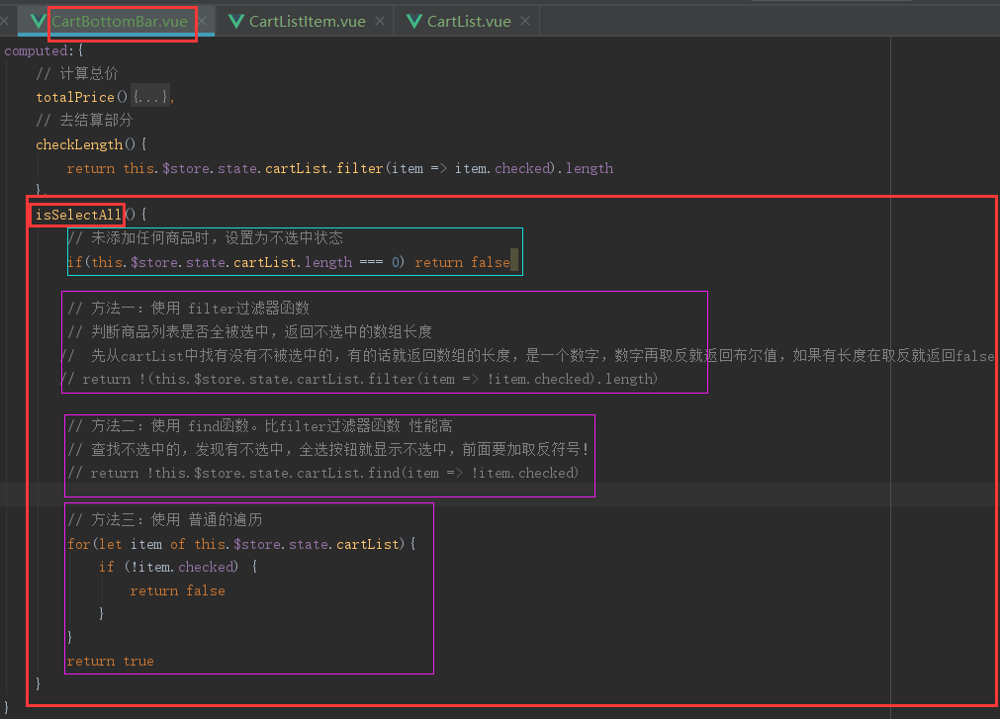 CartBottomBar.vue CartListItem.vue CartList.vue
computed:{
// 计算总价
totalPrice(){...},
// 去结算部分
checkLength(){
return this.$store.state.cartList.filter(item => item.checked).length
},
isSelectAll(){
// 未添加任何商品时，设置为不选中状态
if(this.$store.state.cartList.length === 0) return false
// 方法一：使用 filter过滤器函数
// 判断商品列表是否全被选中，返回不选中的数组长度
// 先从cartList中找有没有不被选中的，有的话就返回数组的长度，是一个数字，数字再取反就返回布尔值，如果有长度在取反就返回false
// return !(this.$store.state.cartList.filter(item => !item.checked).length)
// 方法二：使用 find函数。比filter过滤器函数 性能高
// 查找不选中的，发现有不选中，全选按钮就显示不选中，前面要加取反符号！
// return !this.$store.state.cartList.find(item => !item.checked)
// 方法三：使用 普通的遍历
for(let item of this.$store.state.cartList){
if (!item.checked) {
return false
}
}
return true
}
}